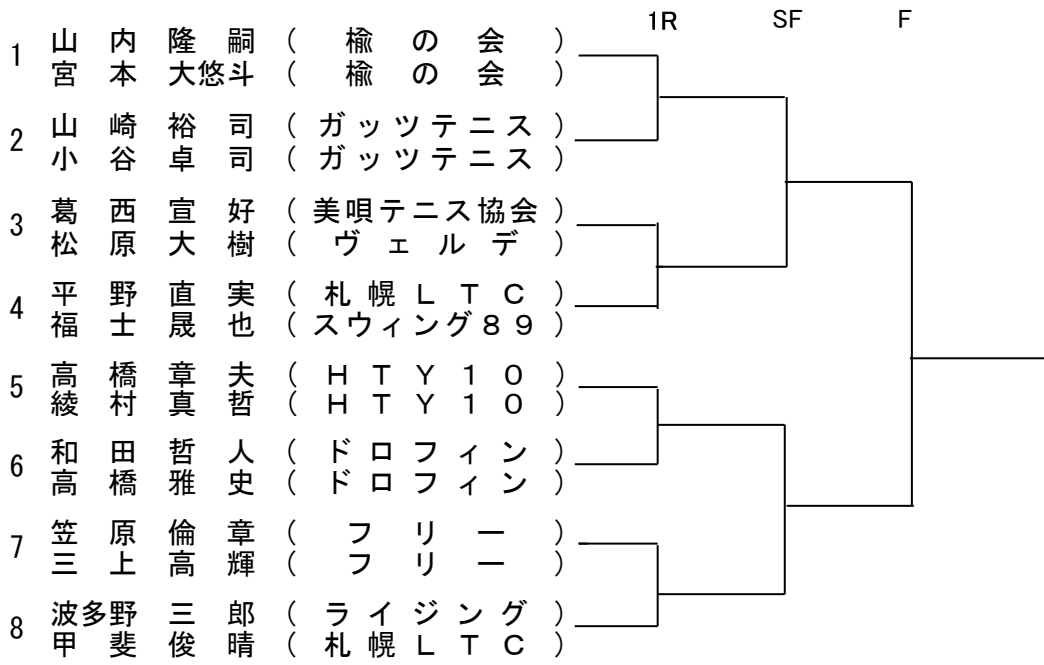 1R SF F
1 山内隆嗣 (楡の会)
宮本大悠斗 (楡の会)
2 山崎裕司 (ガッツテニス)
小谷卓司 (ガッツテニス)
3 葛西宣好 (美唄テニス協会)
松原大樹 (ヴェルデ)
4 平野直実 (札幌LTC)
福士晟也 (スウィング89)
5 高橋章夫 (HTY10)
綾村真哲 (HTY10)
6 和田哲人 (ドロフィン)
高橋雅史 (ドロフィン)
7 笠原倫章 (フリー)
三上高輝 (フリー)
8 波多野三郎 (ライジング)
甲斐俊晴 (札幌LTC)